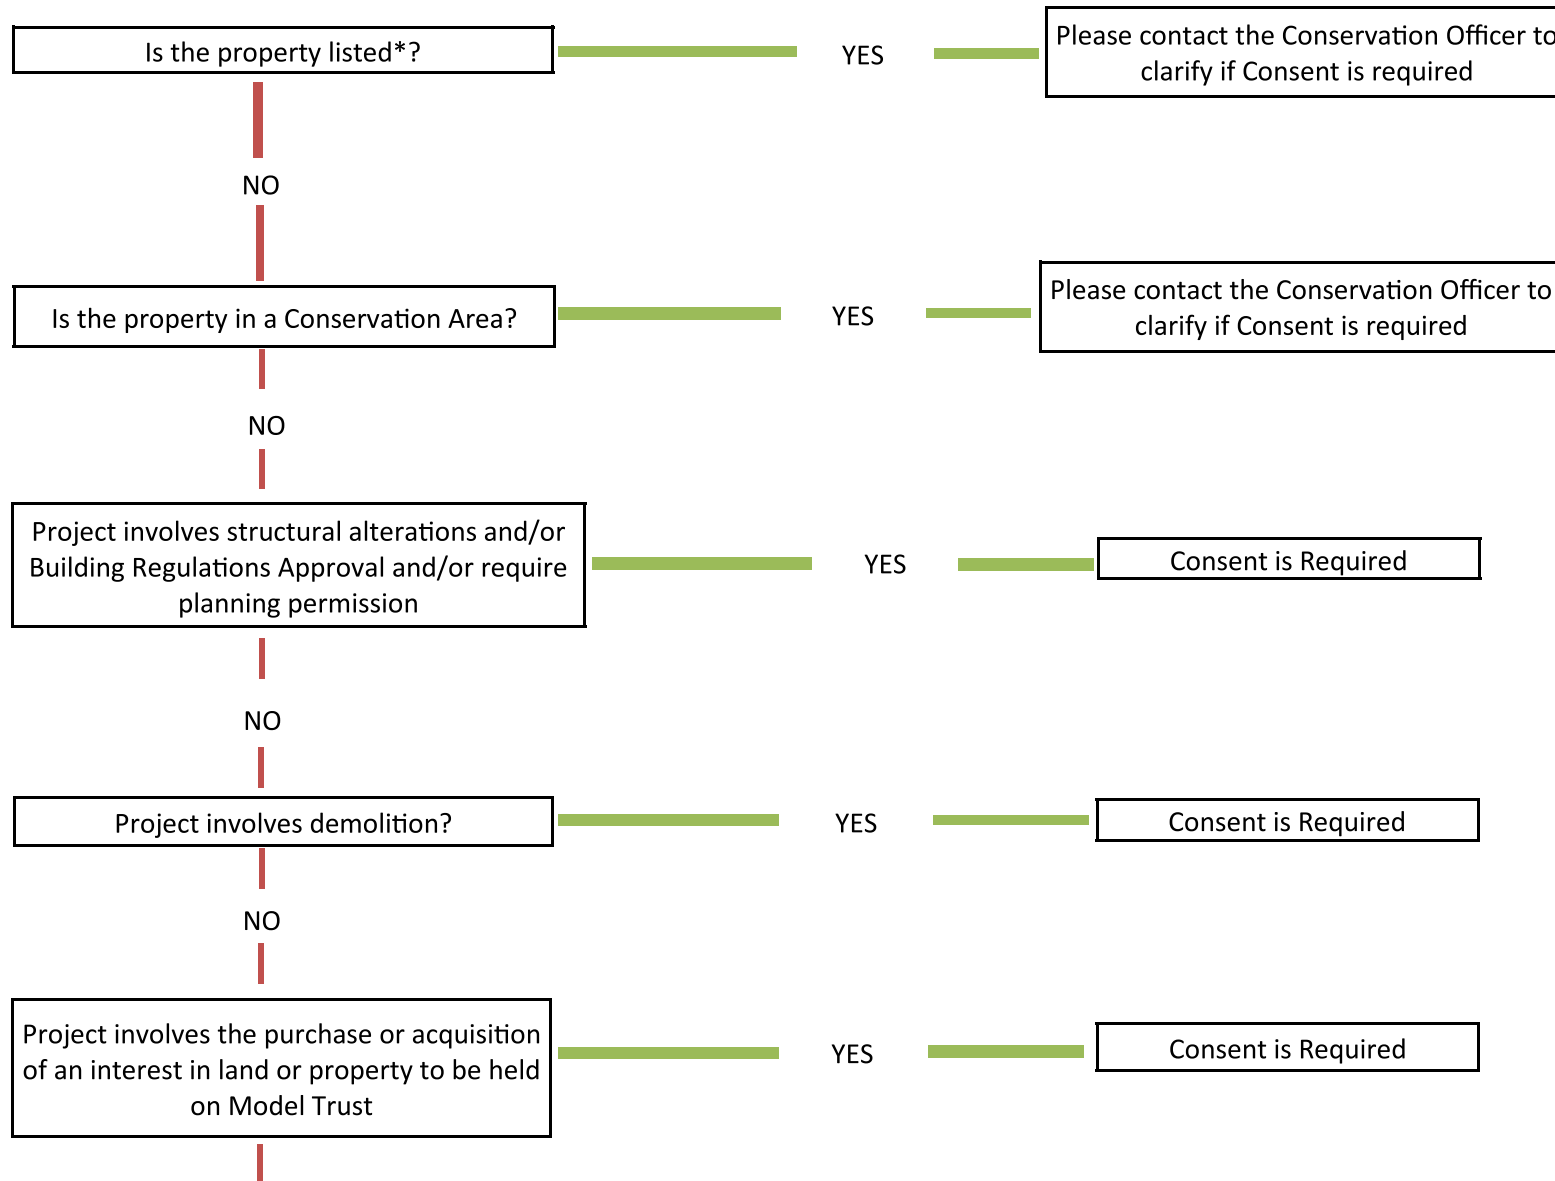 Is the property listed*?
YES
Please contact the Conservation Officer to
clarify if Consent is required
NO
Is the property in a Conservation Area?
YES
Please contact the Conservation Officer to
clarify if Consent is required
NO
Project involves structural alterations and/or
Building Regulations Approval and/or require
planning permission
YES
Consent is Required
NO
Project involves demolition?
YES
Consent is Required
NO
Project involves the purchase or acquisition
of an interest in land or property to be held
on Model Trust
YES
Consent is Required